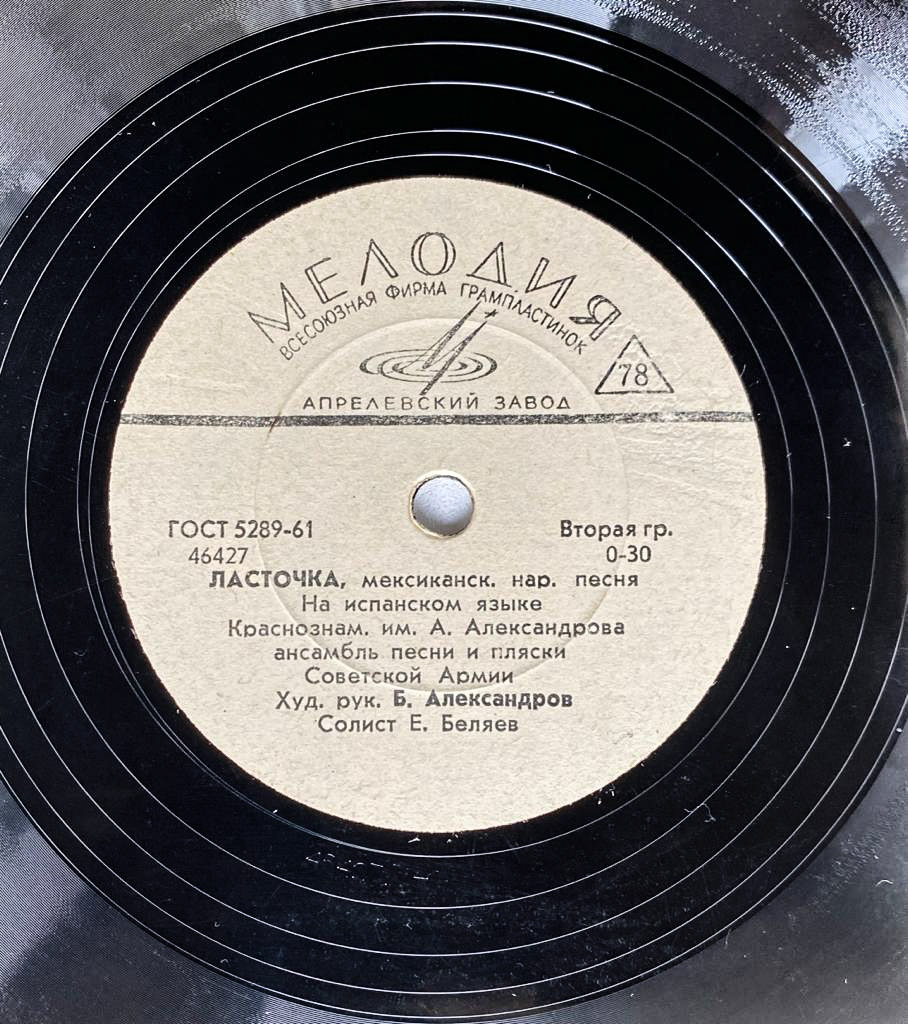 МЕЛОДИЯ
ВСЕСОЮЗНАЯ ФИРМА ГРАМПЛАСТИНОК
78
АПРЕЛЕВСКИЙ ЗАВОД
ГОСТ 5289-61 Вторая гр.
46427 0-30
ЛАСТОЧКА, мексиканск. нар. песня
На испанском языке
Краснознам. им. А. Александрова
ансамбль песни и пляски
Советской Армии
Худ. рук. Б. Александров
Солист Е. Беляев